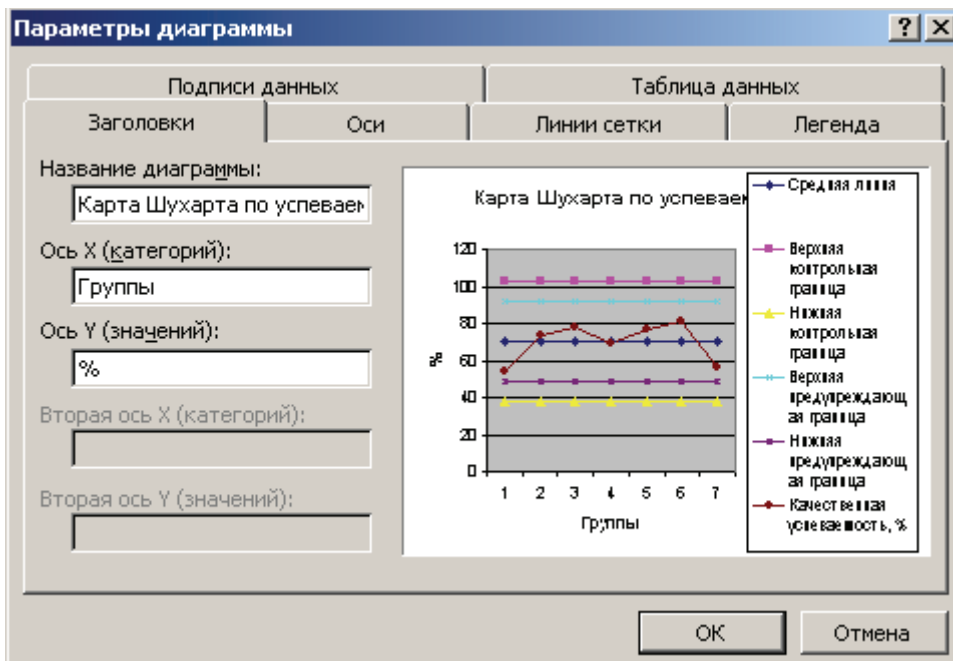 Параметры диаграммы
Подписи данных
Таблица данных
Заголовки
Оси
Линии сетки
Легенда
Название диаграммы:
Карта Шухарта по успеваем
Ось X (категорий):
Группы
Ось Y (значений):
%
Вторая ось X (категорий):
Вторая ось Y (значений):
Карта Шухарта по успеваем
120
100
80
60
40
20
0
%
1 2 3 4 5 6 7
Группы
Средняя линия
Верхняя
контрольная
граница
Нижняя
контрольная
граница
Верхняя
предупреждающ
ая граница
Нижняя
предупреждающ
ая граница
Качественная
успеваемость, %
ОК
Отмена